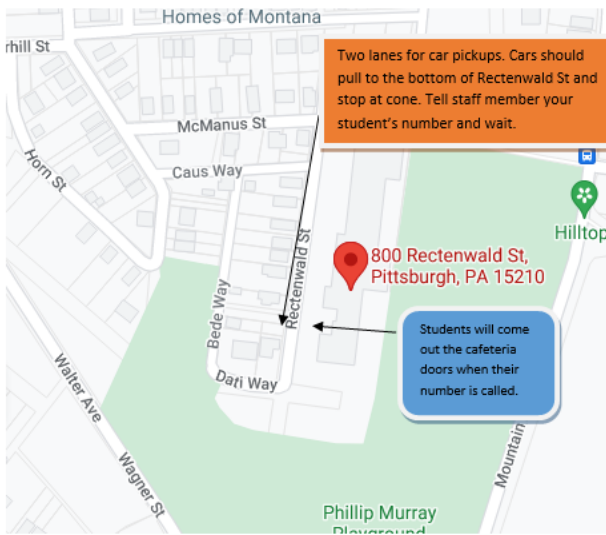 Homes of Montana
rhill St
Two lanes for car pickups. Cars should
pull to the bottom of Rectenwald St and
stop at cone. Tell staff member your
student's number and wait.
McManus St
Horn St
Caus Way
Hilltop
Rectenwald St
800 Rectenwald St,
Pittsburgh, PA 15210
Bede Way
Students will come
out the cafeteria
doors when their
number is called.
Dati Way
Walter Ave
Wagner St
Mountain
Phillip Murray
Playground